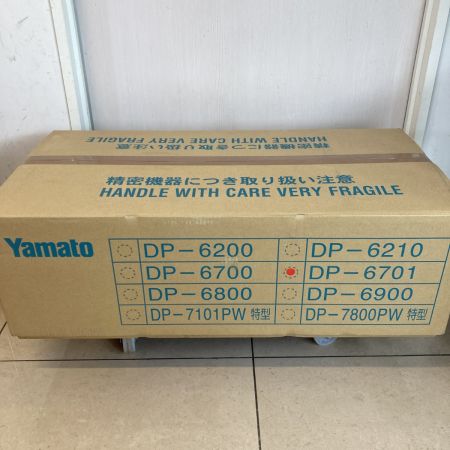 HANDLE WITH CARE VERY FRAGILE
精密機器につき取り扱い注意
精密機器につき取り扱い注意
HANDLE WITH CARE VERY FRAGILE
Yamato
DP-6200 DP-6210
DP-6700 DP-6701
DP-6800 DP-6900
DP-7101PW 特型 DP-7800PW 特型